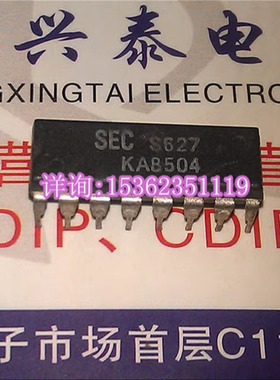 兴泰电
GXINGTAI ELECTRO
SEC S627
KA8504
详询:15362351119
DIP、CDI
子市场首层C1